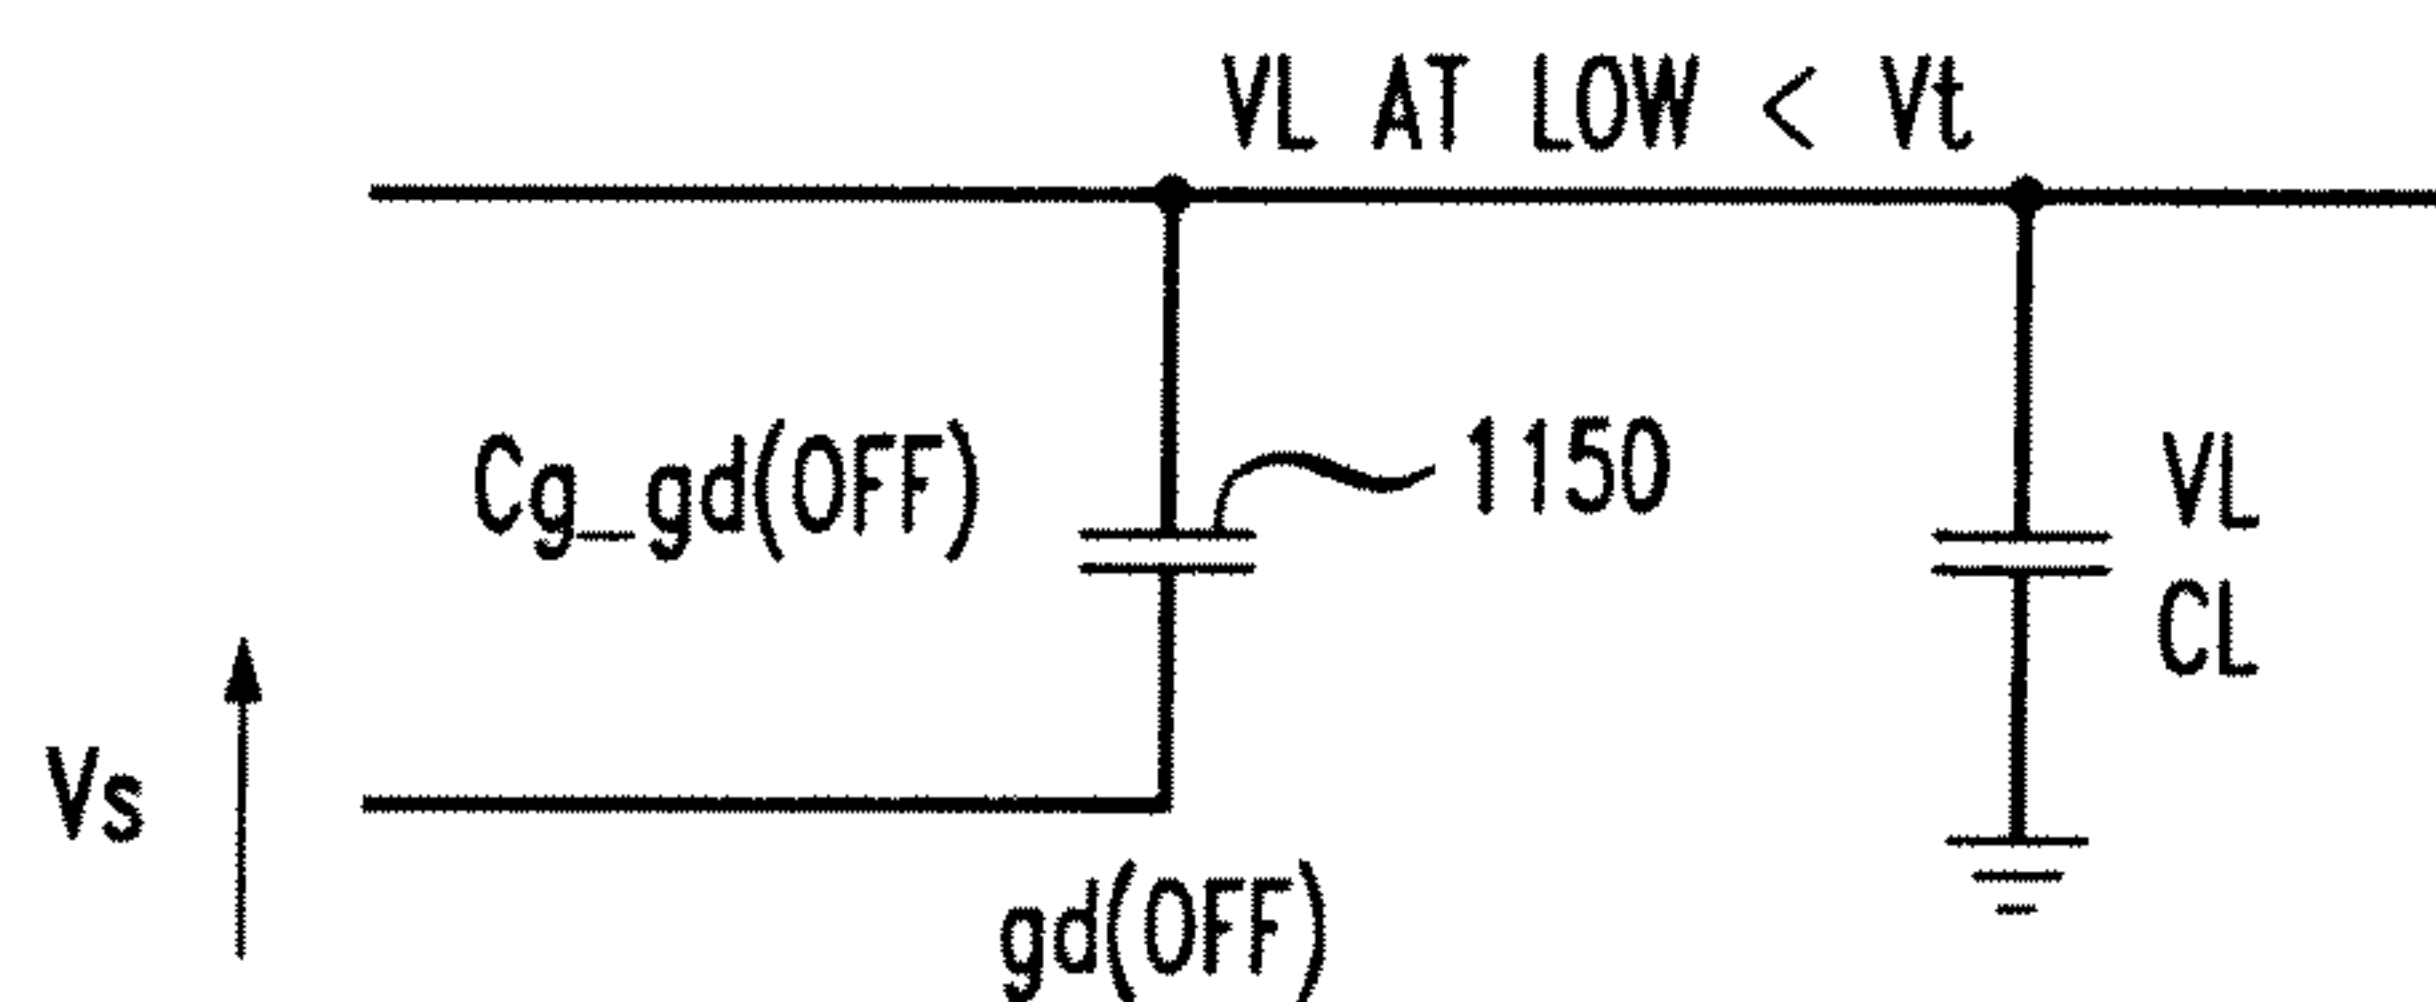 VL AT LOW < Vt
Cg_gd(OFF)
1150
VL
CL
Vs
gd(OFF)